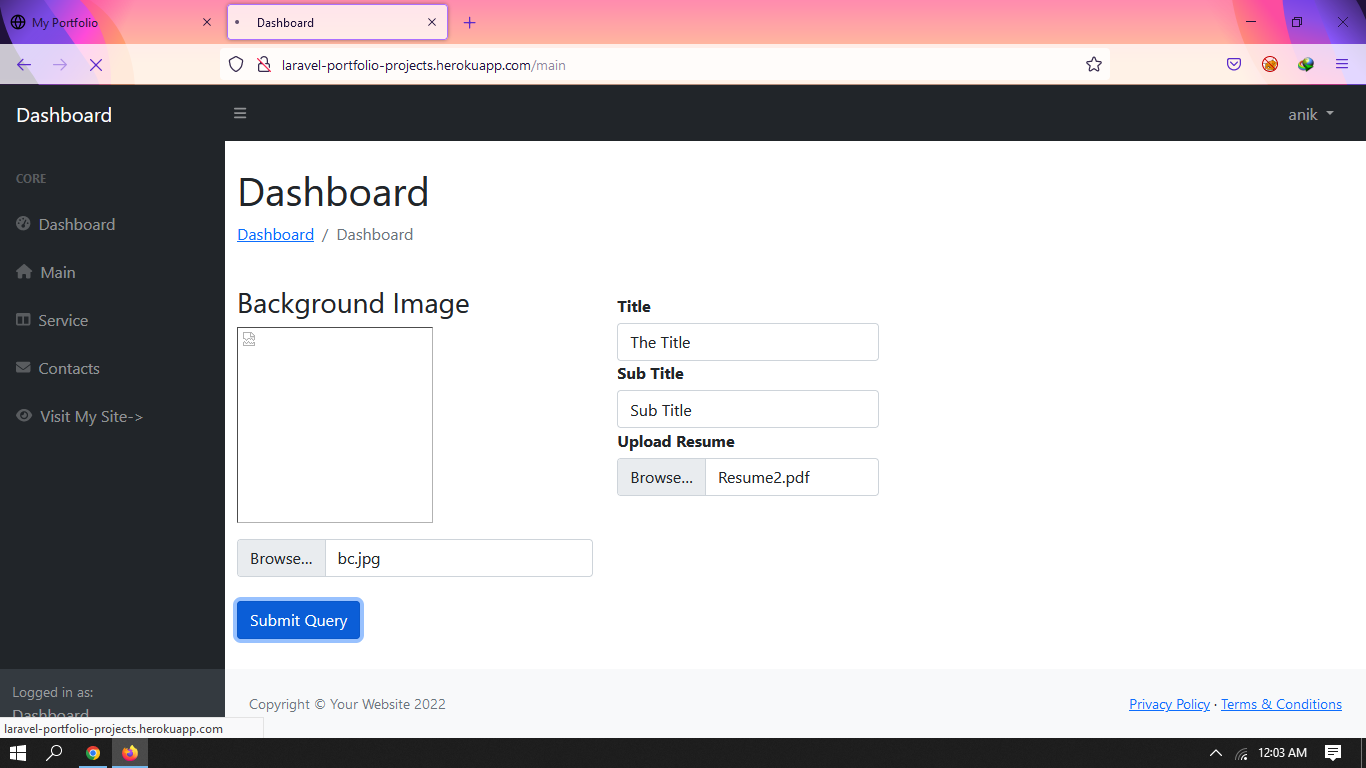 My Portfolio
Dashboard
laravel-portfolio-projects.herokuapp.com/main
Dashboard
anik
CORE
Dashboard
Main
Service
Contacts
Visit My Site->
Logged in as:
Dashboard
Dashboard
Dashboard / Dashboard
Background Image
Browse... bc.jpg
Submit Query
Title
The Title
Sub Title
Sub Title
Upload Resume
Browse... Resume2.pdf
Copyright © Your Website 2022
Privacy Policy · Terms & Conditions
laravel-portfolio-projects.herokuapp.com
12:03 AM